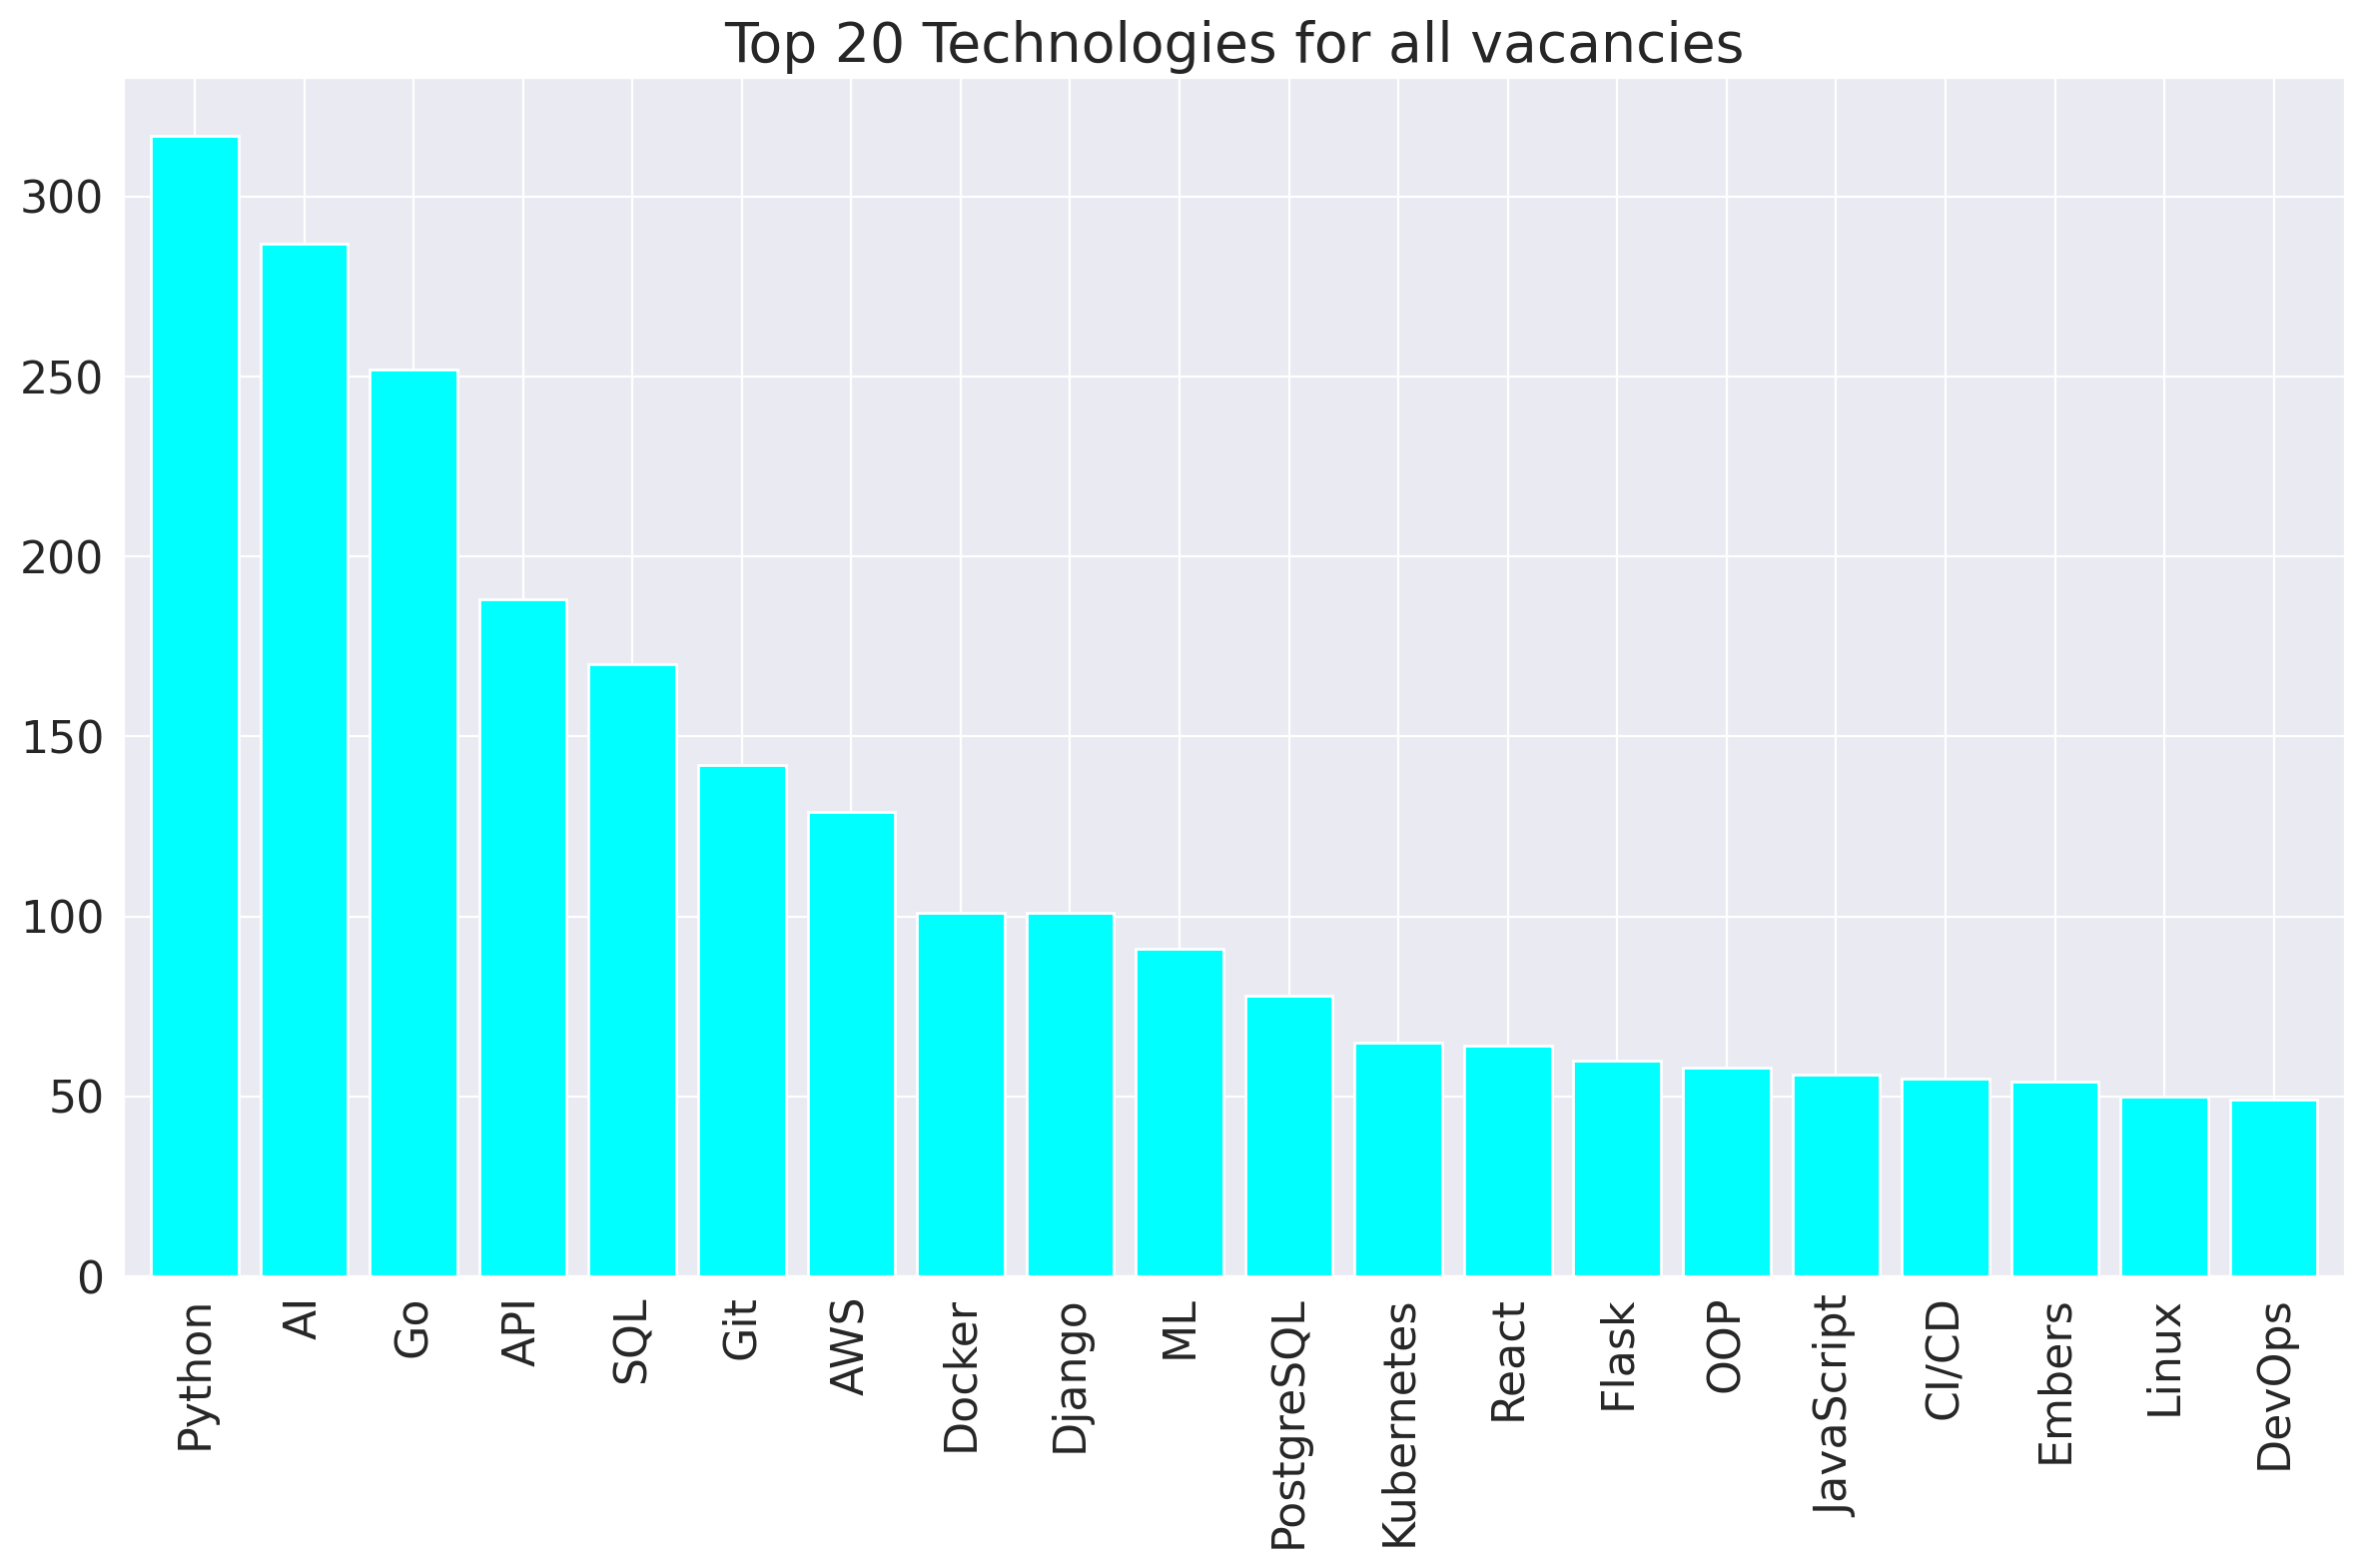 Top 20 Technologies for all vacancies
300
250
200
150
100
50
0
Python
AI
Go
API
SQL
Git
AWS
Docker
Django
ML
PostgreSQL
Kubernetes
React
Flask
OOP
JavaScript
CI/CD
Embers
Linux
DevOps